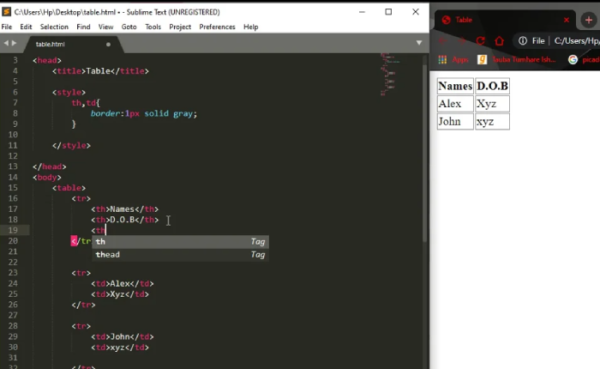 C:\Users\Hp\Desktop\table.html • - Sublime Text (UNREGISTERED)
File Edit Selection Find View Goto Tools Project Preferences Help
table.html
3 <head>
4 <title>Table</title>
5
6 <style>
7 th,td{
8 border:1px solid gray;
9 }
10
11 </style>
12
13 </head>
14 <body>
15 <table>
16 <tr>
17 <th>Names</th>
18 <th>D.O.B</th>
19 <th
20 </tr
th Tag
thead Tag
21
22
23 <tr>
24 <td>Alex</td>
25 <td>Xyz</td>
26 </tr>
27
28 <tr>
29 <td>John</td>
30 <td>xyz</td>
31
32 </tr>
Table
File C:/Users/Hp/
Apps
Names D.O.B
Alex Xyz
John xyz